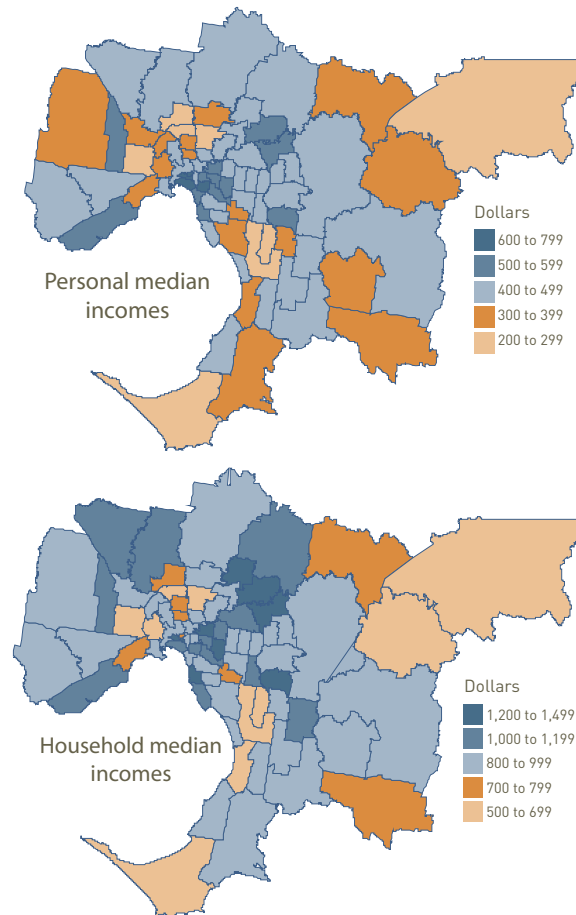 Dollars
600 to 799
500 to 599
400 to 499
300 to 399
200 to 299
Personal median
incomes
Dollars
1,200 to 1,499
1,000 to 1,199
800 to 999
700 to 799
500 to 699
Household median
incomes